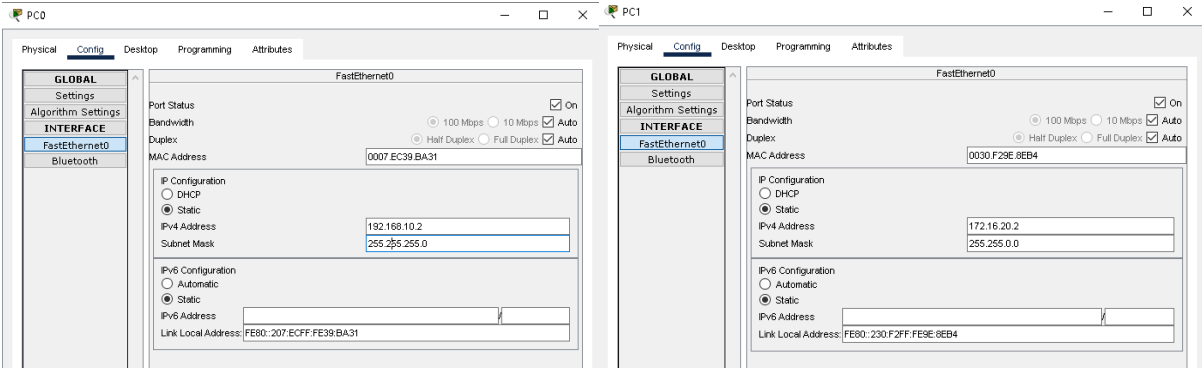 PC0
Physical Config Desktop Programming Attributes
GLOBAL
Settings
Algorithm Settings
INTERFACE
FastEthernet0
Bluetooth
FastEthernet0
Port Status On
Bandwidth 100 Mbps 10 Mbps Auto
Duplex Half Duplex Full Duplex Auto
MAC Address 0007.EC39.BA31
IP Configuration
DHCP
Static
IPv4 Address 192.168.10.2
Subnet Mask 255.255.255.0
IPv6 Configuration
Automatic
Static
IPv6 Address /
Link Local Address: FE80::207:ECFF:FE39:BA31
PC1
Physical Config Desktop Programming Attributes
GLOBAL
Settings
Algorithm Settings
INTERFACE
FastEthernet0
Bluetooth
FastEthernet0
Port Status On
Bandwidth 100 Mbps 10 Mbps Auto
Duplex Half Duplex Full Duplex Auto
MAC Address 0030.F29E.8EB4
IP Configuration
DHCP
Static
IPv4 Address 172.16.20.2
Subnet Mask 255.255.0.0
IPv6 Configuration
Automatic
Static
IPv6 Address /
Link Local Address: FE80::230:F2FF:FE9E:8EB4